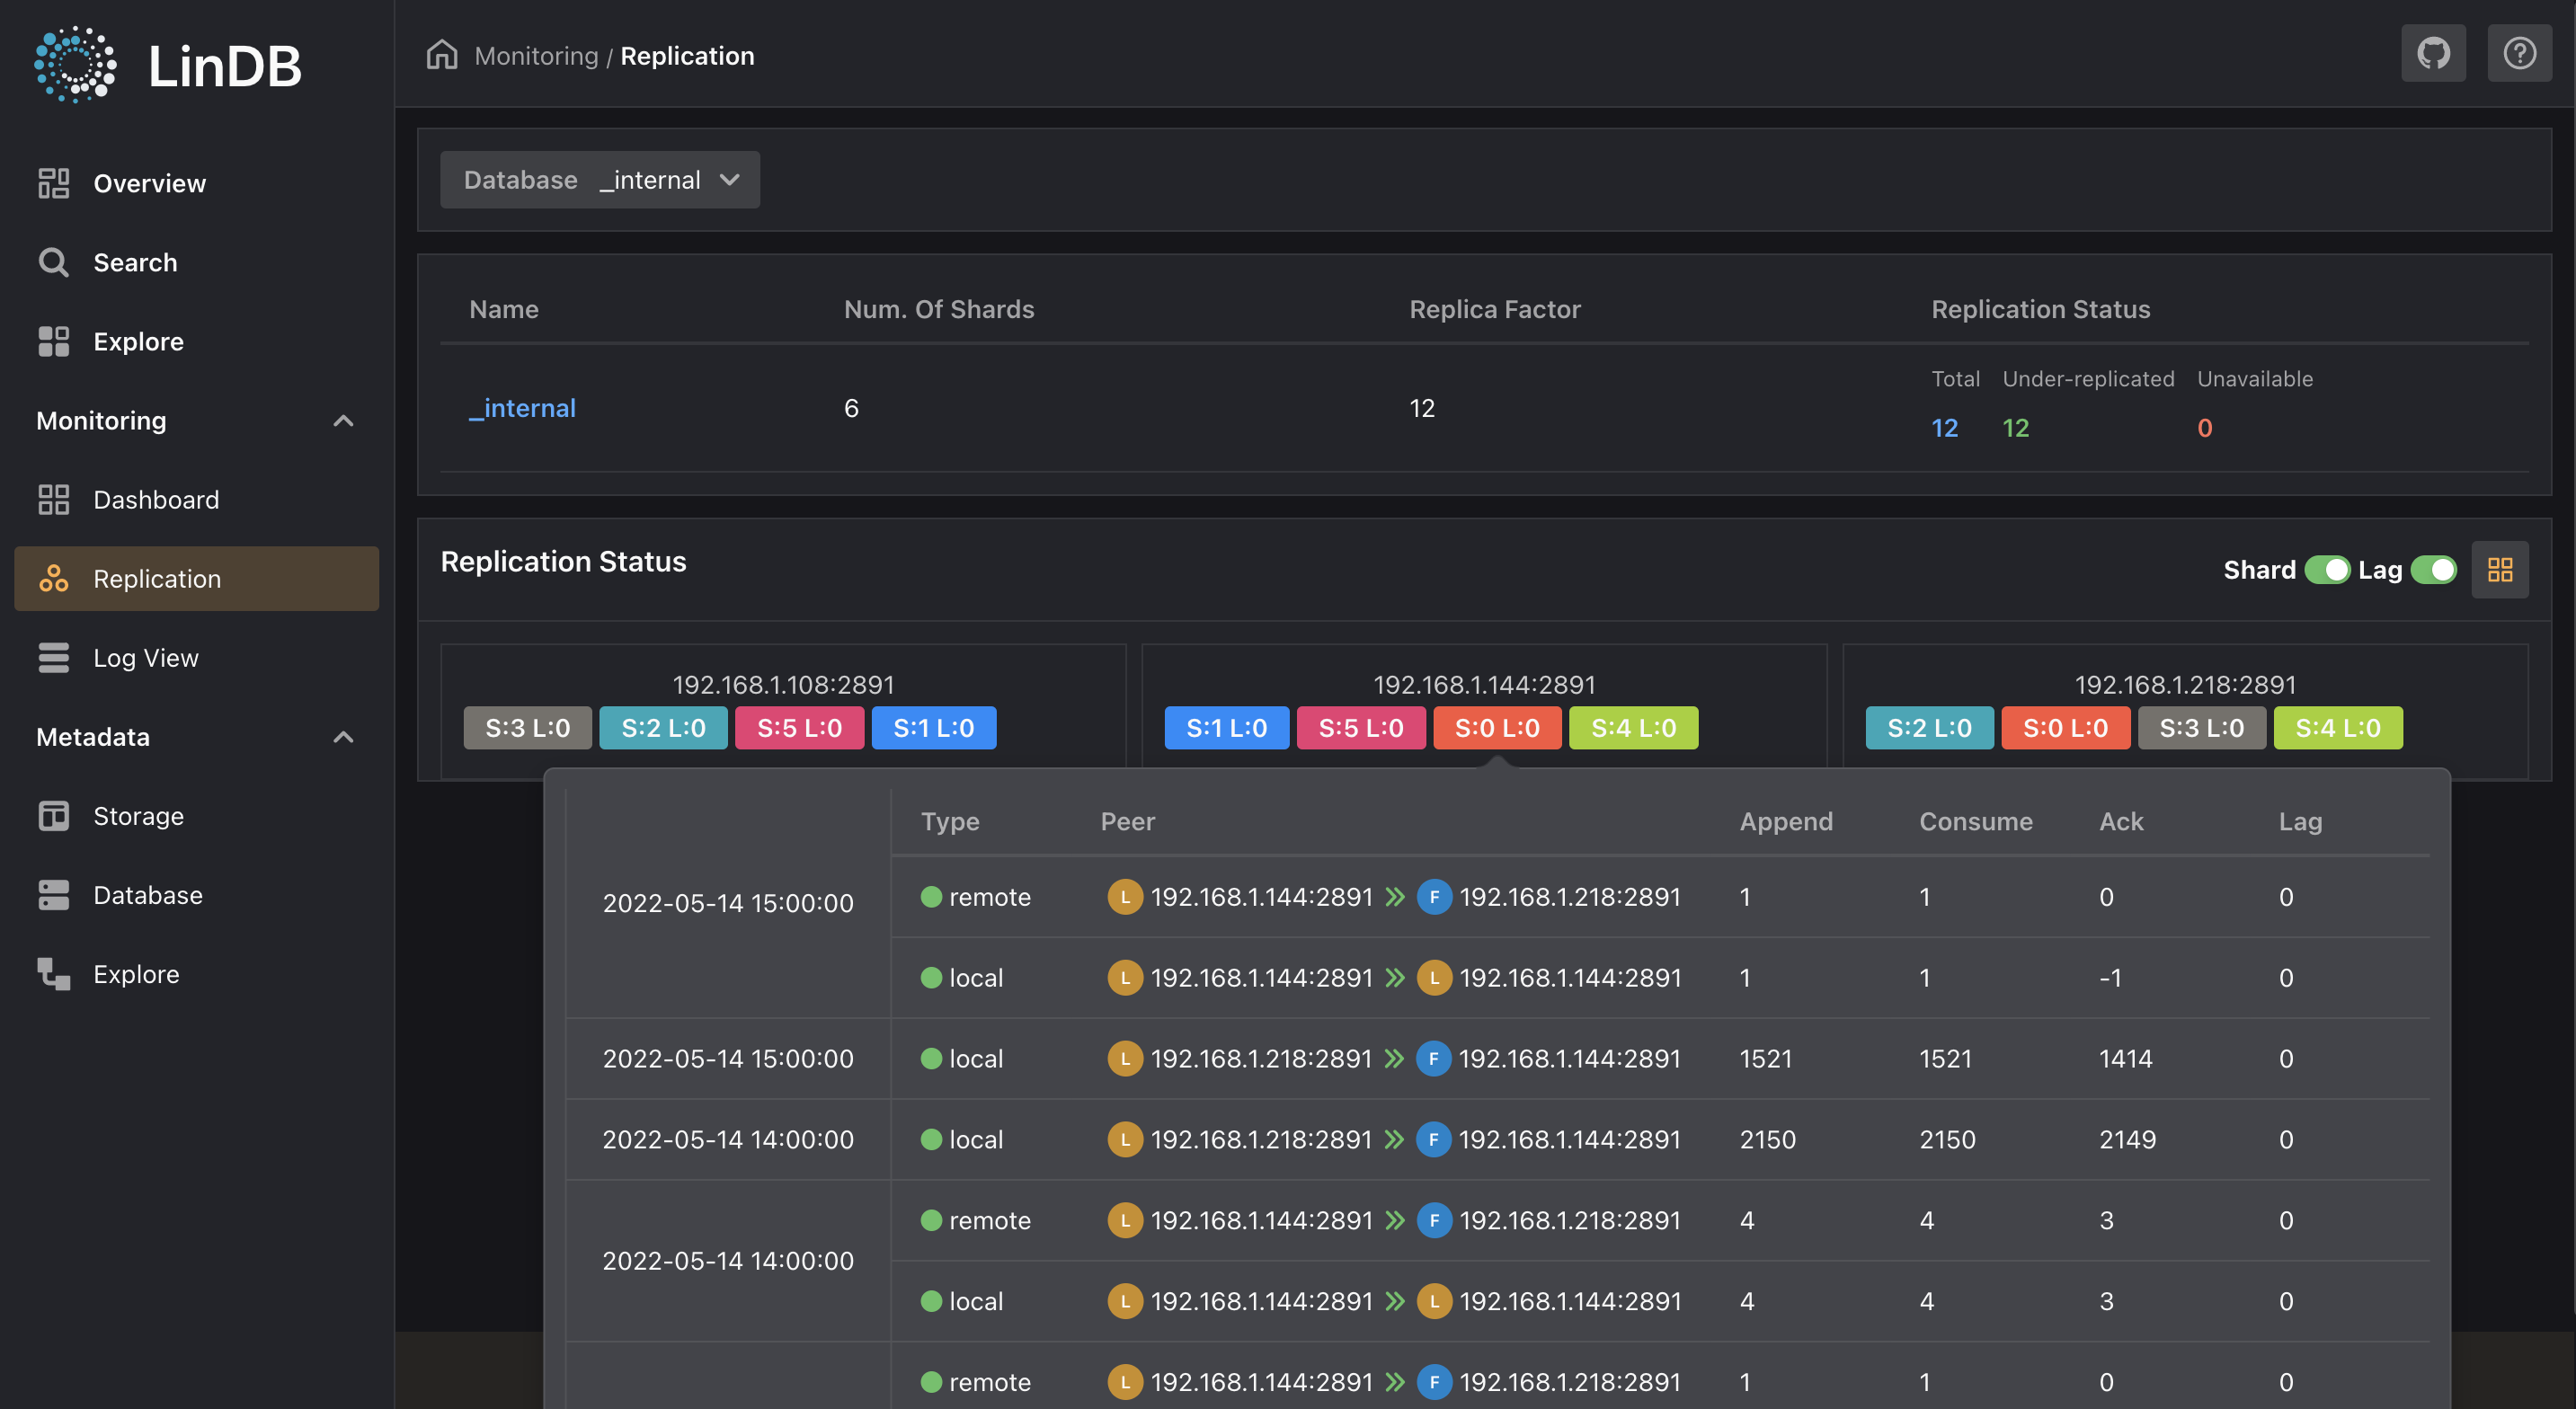 LinDB
Overview
Search
Explore
Monitoring
Dashboard
Replication
Log View
Metadata
Storage
Database
Explore
Monitoring / Replication
Database _internal
Name Num. Of Shards Replica Factor Replication Status
Total Under-replicated Unavailable
_internal 6 12
12 12 0
Replication Status
Shard Lag
192.168.1.108:2891
S:3 L:0 S:2 L:0 S:5 L:0 S:1 L:0
192.168.1.144:2891
S:1 L:0 S:5 L:0 S:0 L:0 S:4 L:0
192.168.1.218:2891
S:2 L:0 S:0 L:0 S:3 L:0 S:4 L:0
Type Peer Append Consume Ack Lag
2022-05-14 15:00:00
remote L 192.168.1.144:2891 F 192.168.1.218:2891 1 1 0 0
local L 192.168.1.144:2891 L 192.168.1.144:2891 1 1 -1 0
2022-05-14 15:00:00 local L 192.168.1.218:2891 F 192.168.1.144:2891 1521 1521 1414 0
2022-05-14 14:00:00 local L 192.168.1.218:2891 F 192.168.1.144:2891 2150 2150 2149 0
2022-05-14 14:00:00
remote L 192.168.1.144:2891 F 192.168.1.218:2891 4 4 3 0
local L 192.168.1.144:2891 L 192.168.1.144:2891 4 4 3 0
remote L 192.168.1.144:2891 F 192.168.1.218:2891 1 1 0 0